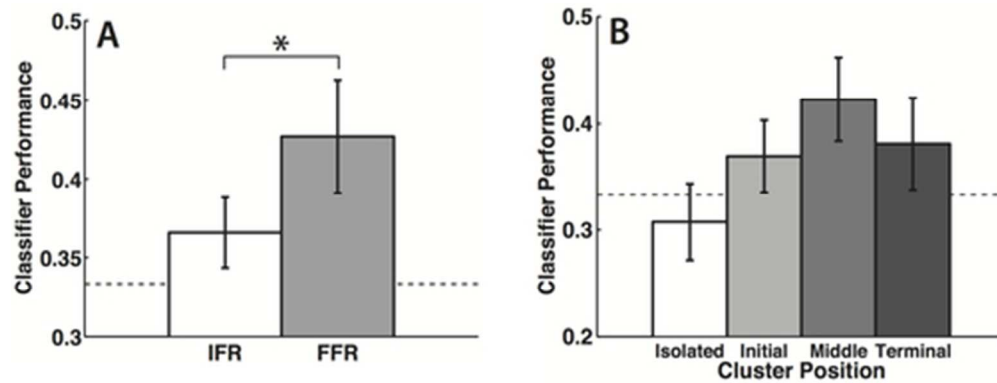 A
*
Classifier Performance
0.5
0.45
0.4
0.35
0.3
IFR FFR
B
Classifier Performance
0.5
0.4
0.3
0.2
Isolated Initial Middle Terminal
Cluster Position